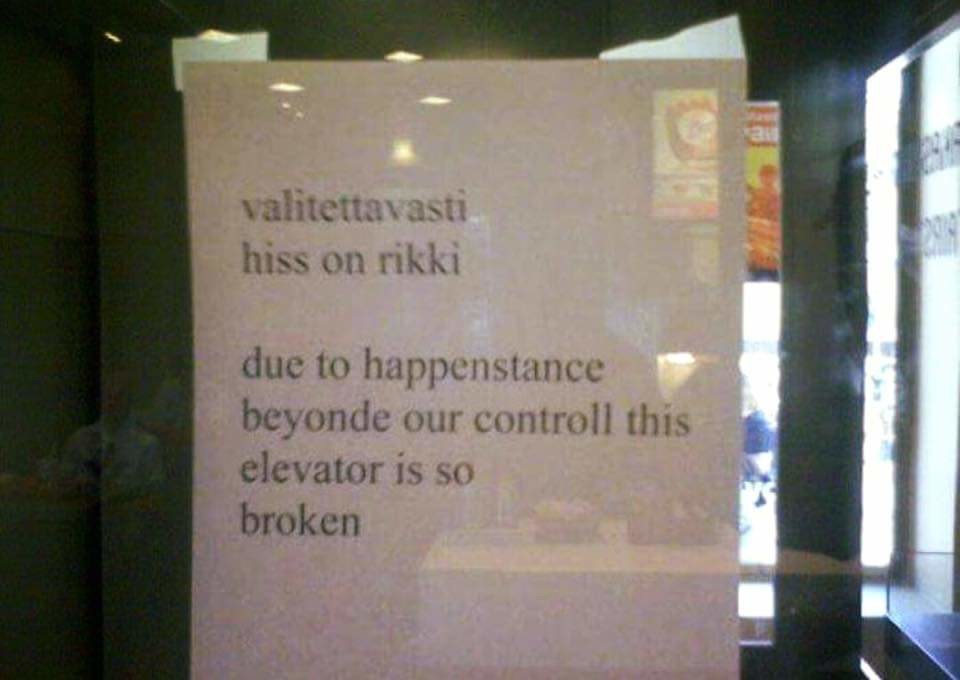 valitettavasti
hiss on rikki
due to happenstance
beyonde our controll this
elevator is so
broken